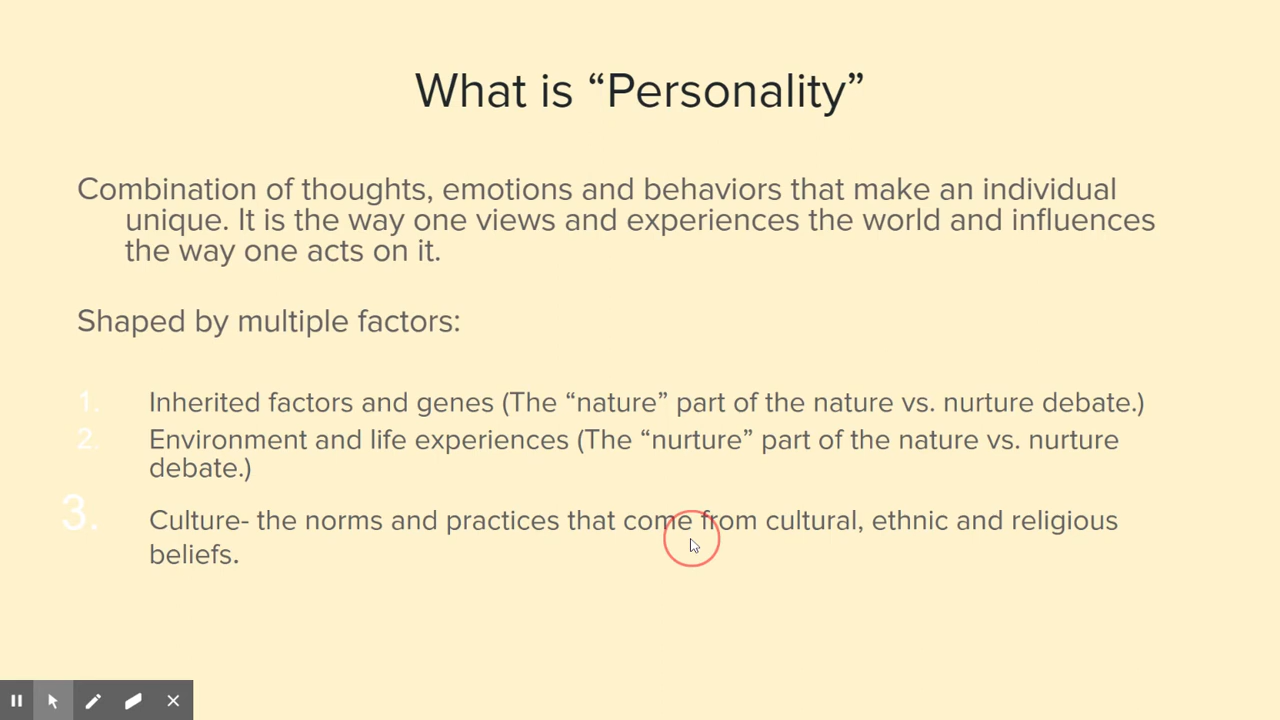 What is “Personality”
Combination of thoughts, emotions and behaviors that make an individual
unique. It is the way one views and experiences the world and influences
the way one acts on it.
Shaped by multiple factors:
1. Inherited factors and genes (The “nature” part of the nature vs. nurture debate.)
2. Environment and life experiences (The “nurture” part of the nature vs. nurture
debate.)
3. Culture- the norms and practices that come from cultural, ethnic and religious
beliefs.